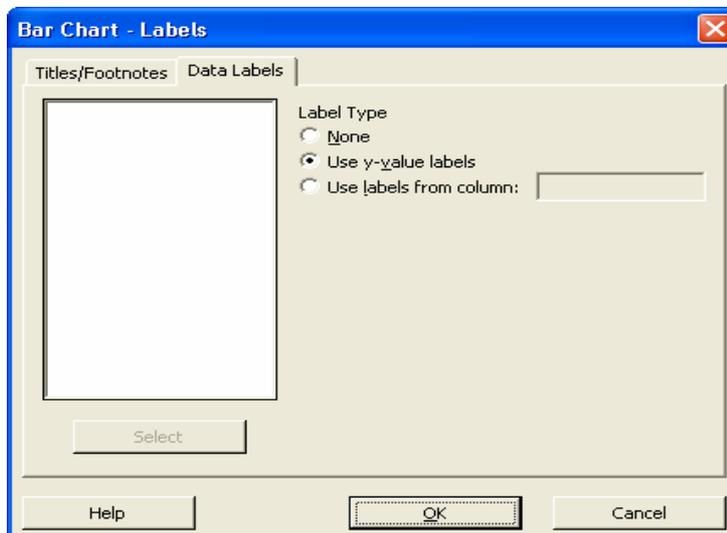 Bar Chart - Labels
Titles/Footnotes Data Labels
Label Type
None
Use y-value labels
Use labels from column:
Select
Help OK Cancel